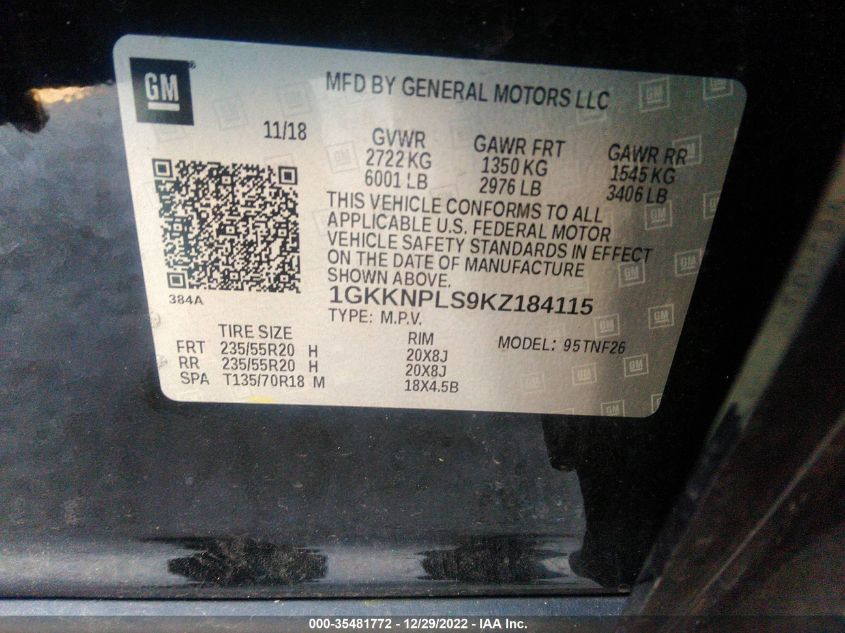 GM
MFD BY GENERAL MOTORS LLC
11/18
GVWR
2722 KG
6001 LB
GAWR FRT
1350 KG
2976 LB
GAWR RR
1545 KG
3406 LB
THIS VEHICLE CONFORMS TO ALL
APPLICABLE U.S. FEDERAL MOTOR
VEHICLE SAFETY STANDARDS IN EFFECT
ON THE DATE OF MANUFACTURE
SHOWN ABOVE.
384A
1GKKNPLS9KZ184115
TYPE: M.P.V.
TIRE SIZE
RIM
MODEL: 95TNF26
FRT 235/55R20 H 20X8J
RR 235/55R20 H 20X8J
SPA T135/70R18 M 18X4.5B
000-35481772 - 12/29/2022 - IAA Inc.